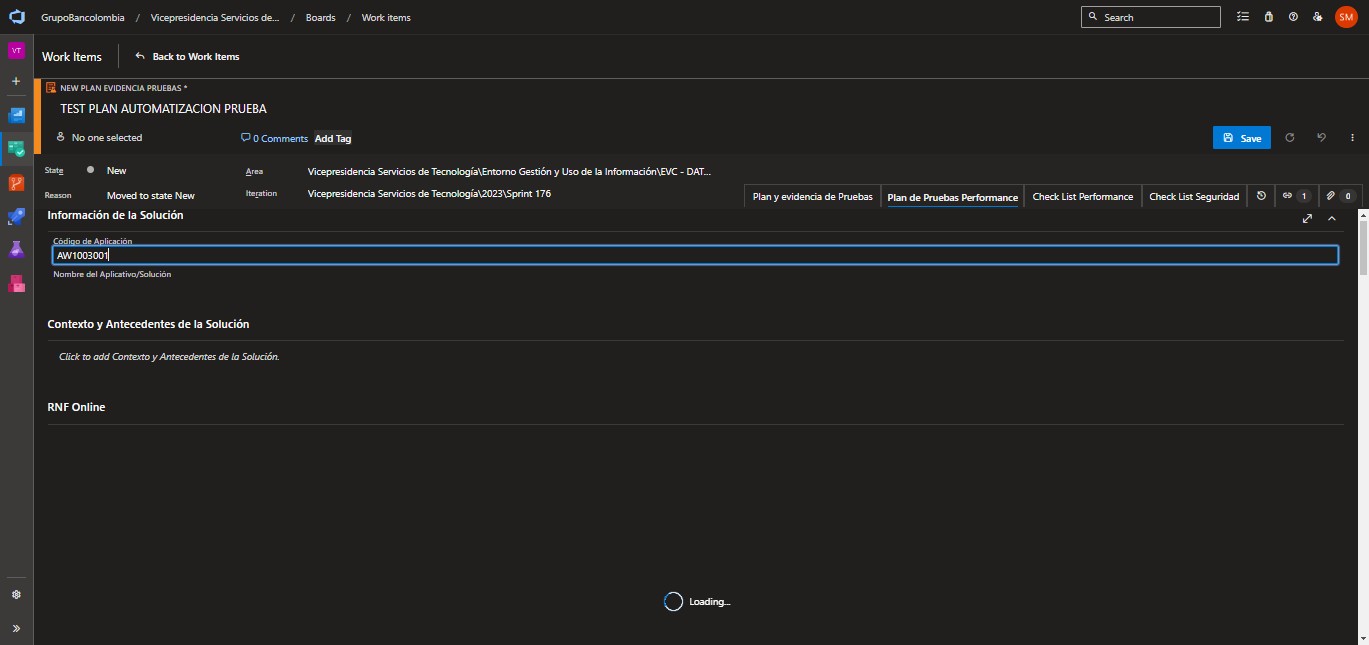 GrupoBancolombia / Vicepresidencia Servicios de... / Boards / Work items
Search
SM
VT
Work Items
Back to Work Items
NEW PLAN EVIDENCIA PRUEBAS *
TEST PLAN AUTOMATIZACION PRUEBA
No one selected
0 Comments
Add Tag
Save
State
New
Area
Vicepresidencia Servicios de Tecnología\Entorno Gestión y Uso de la Información\EVC - DAT...
Reason
Moved to state New
Iteration
Vicepresidencia Servicios de Tecnología\2023\Sprint 176
Plan y evidencia de Pruebas
Plan de Pruebas Performance
Check List Performance
Check List Seguridad
1
0
Información de la Solución
Código de Aplicación
AW1003001
Nombre del Aplicativo/Solución
Contexto y Antecedentes de la Solución
Click to add Contexto y Antecedentes de la Solución.
RNF Online
Loading...